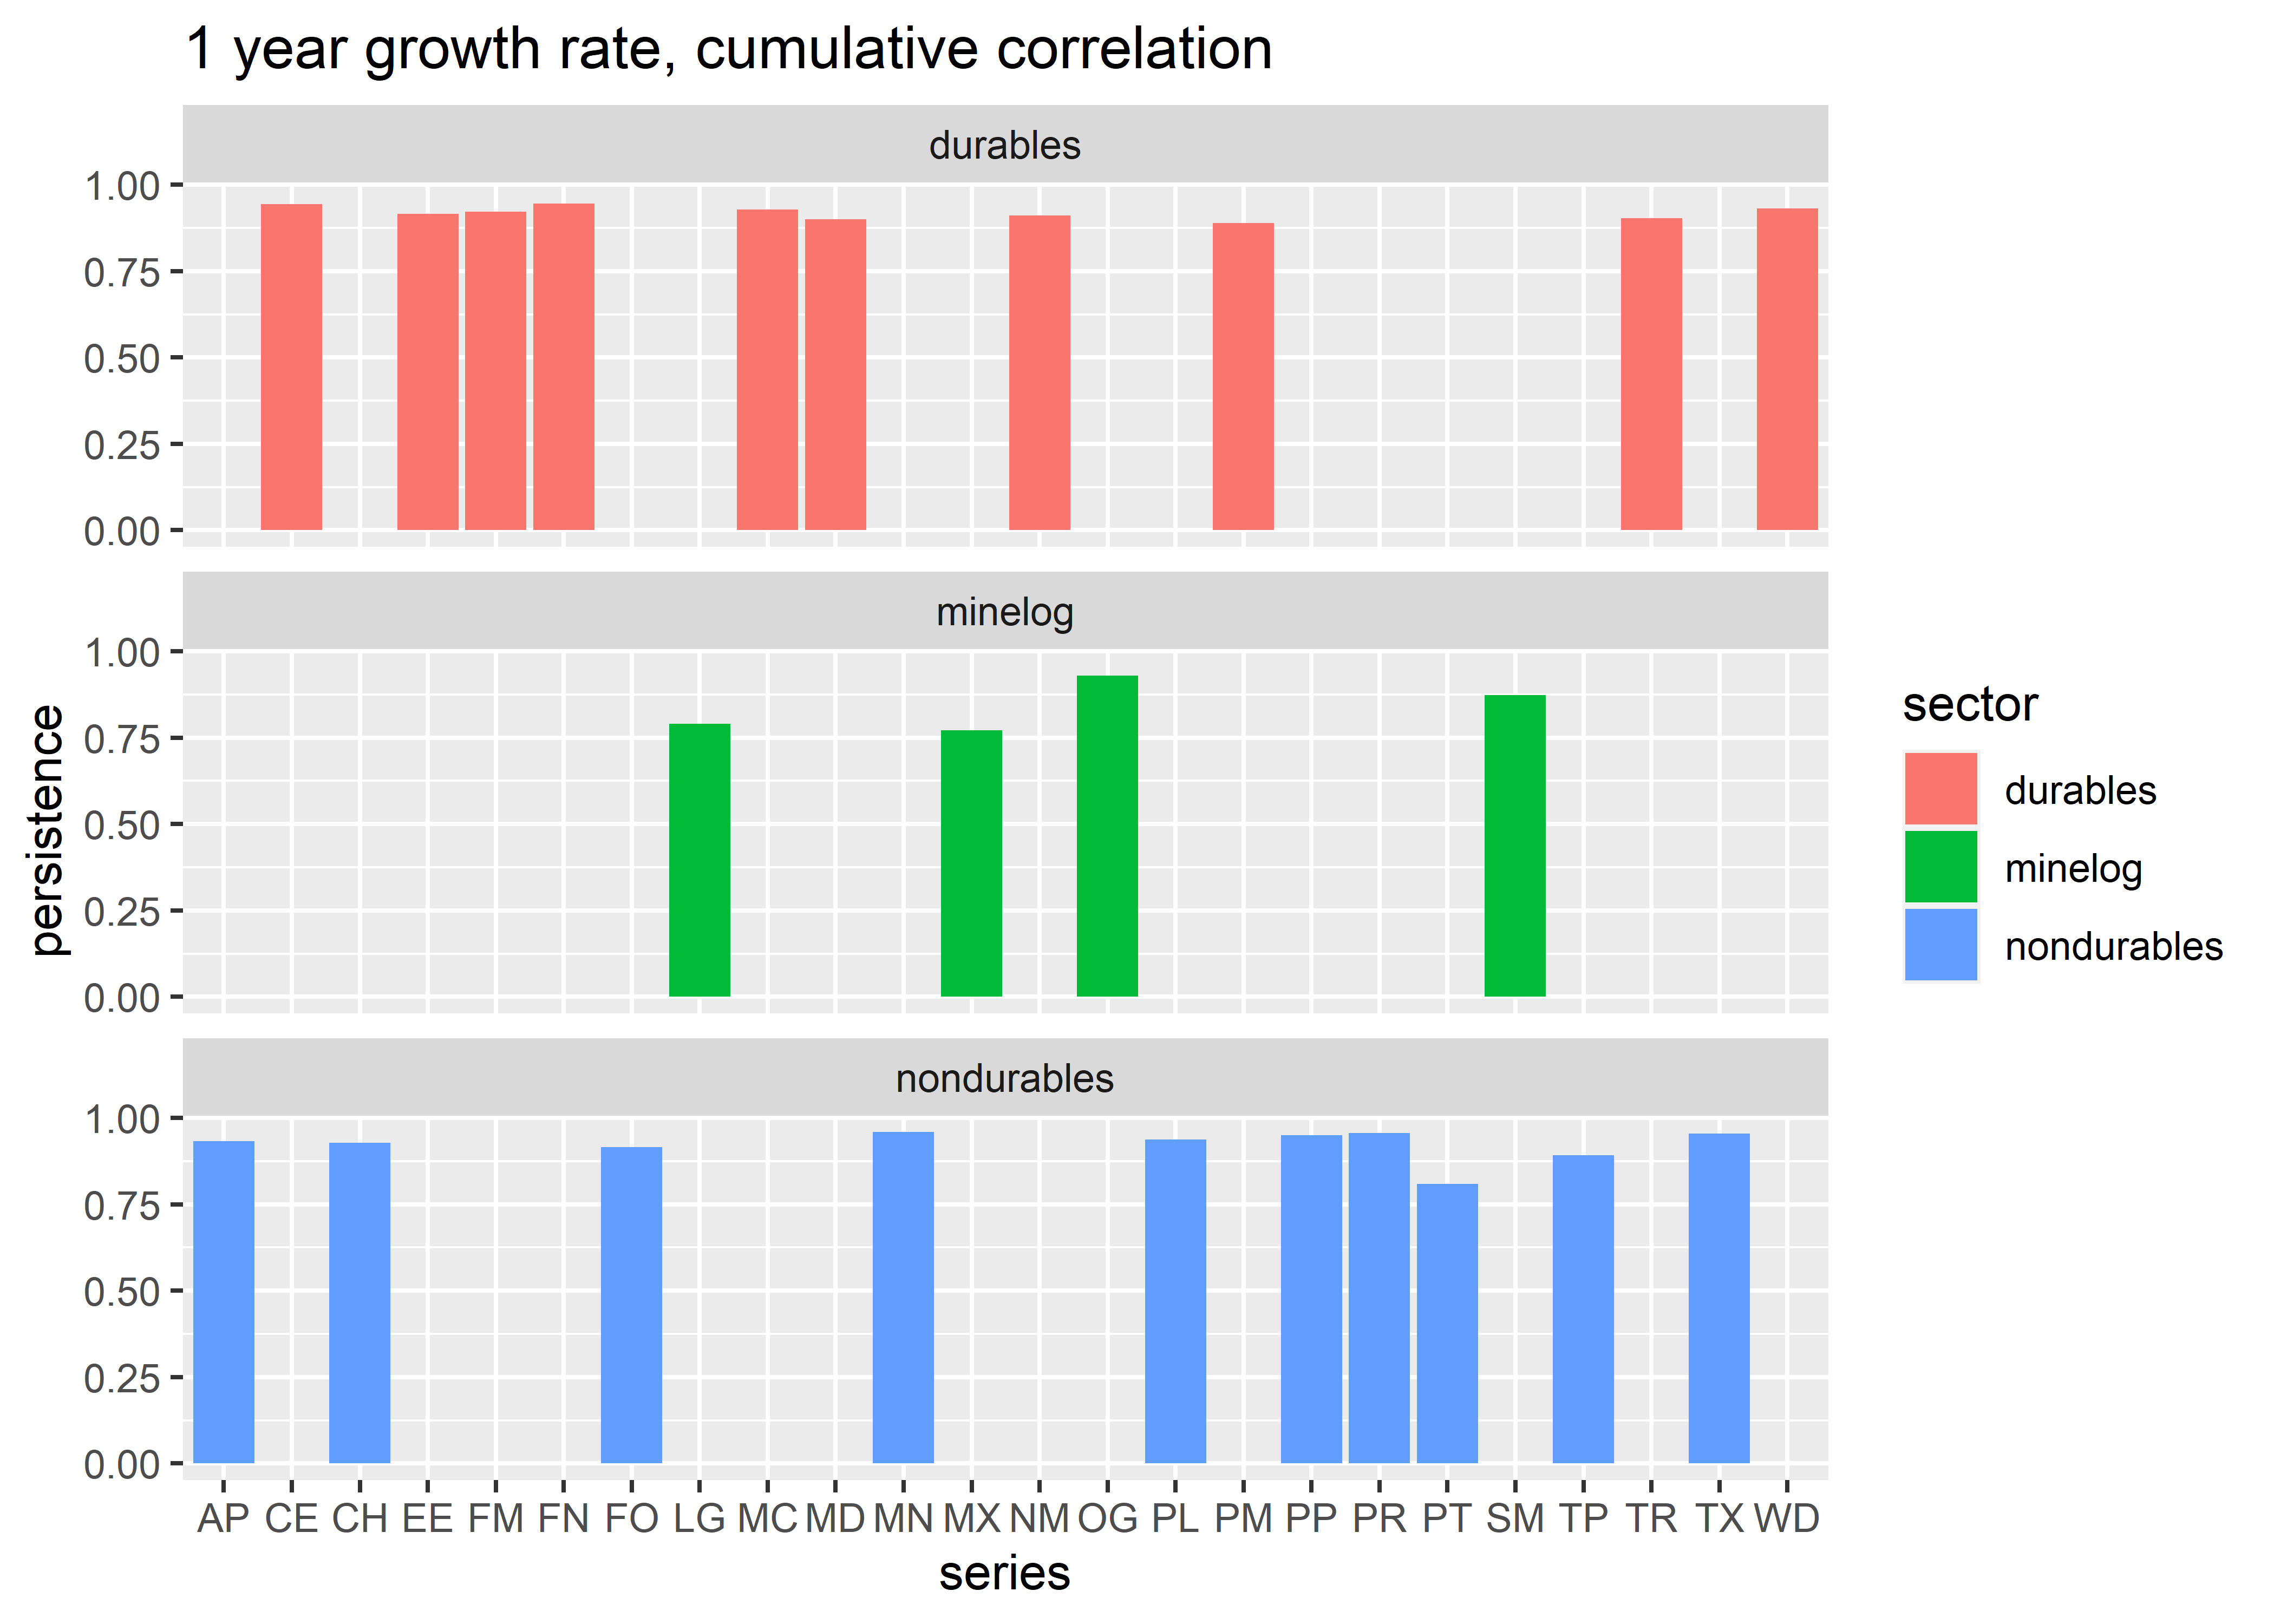 1 year growth rate, cumulative correlation
durables
1.00
0.75
0.50
0.25
0.00
minelog
1.00
0.75
0.50
0.25
0.00
nondurables
1.00
0.75
0.50
0.25
0.00
AP CE CH EE FM FN FO LG MC MD MN MX NM OG PL PM PP PR PT SM TP TR TX WD
series
persistence
sector
durables
minelog
nondurables